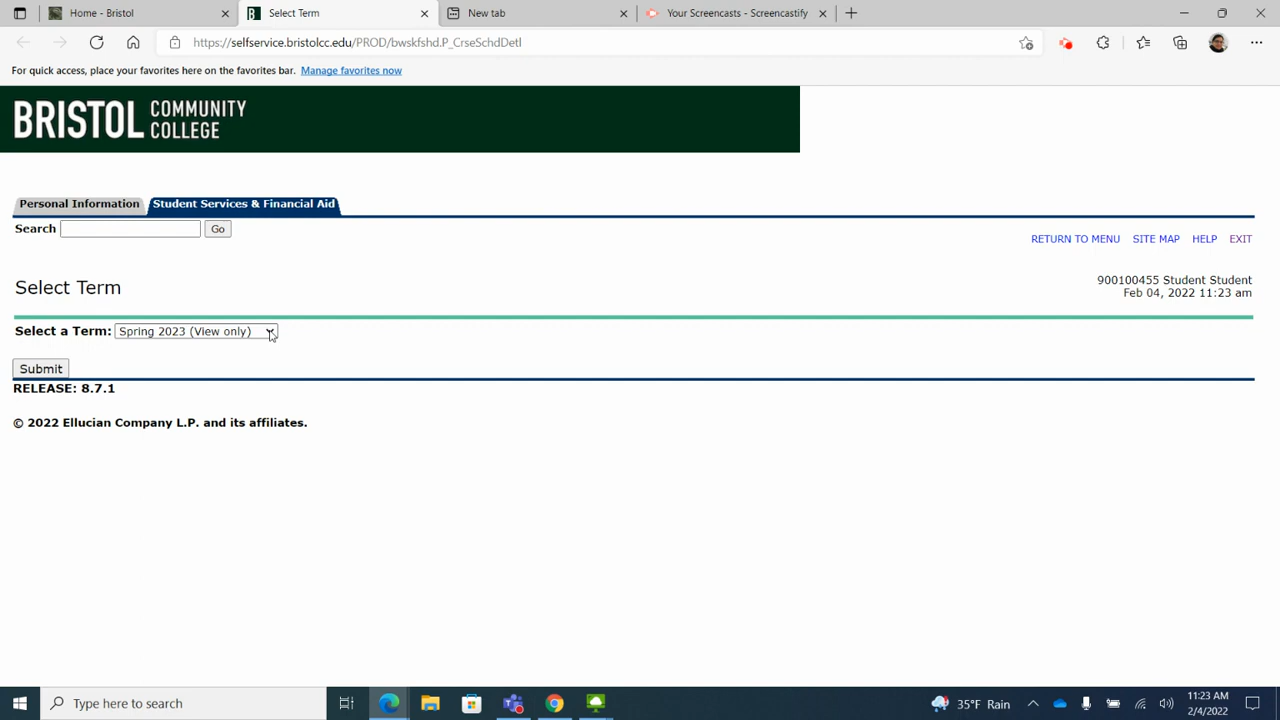 Home - Bristol
Select Term
New tab
Your Screencasts - Screencastify
https://selfservice.bristolcc.edu/PROD/bwskfshd.P_CrseSchdDetl
For quick access, place your favorites here on the favorites bar. Manage favorites now
BRISTOL COMMUNITY COLLEGE
Personal Information
Student Services & Financial Aid
Search
Go
RETURN TO MENU SITE MAP HELP EXIT
Select Term
900100455 Student Student
Feb 04, 2022 11:23 am
Select a Term: Spring 2023 (View only)
Submit
RELEASE: 8.7.1
© 2022 Ellucian Company L.P. and its affiliates.
Type here to search
35°F Rain
11:23 AM
2/4/2022